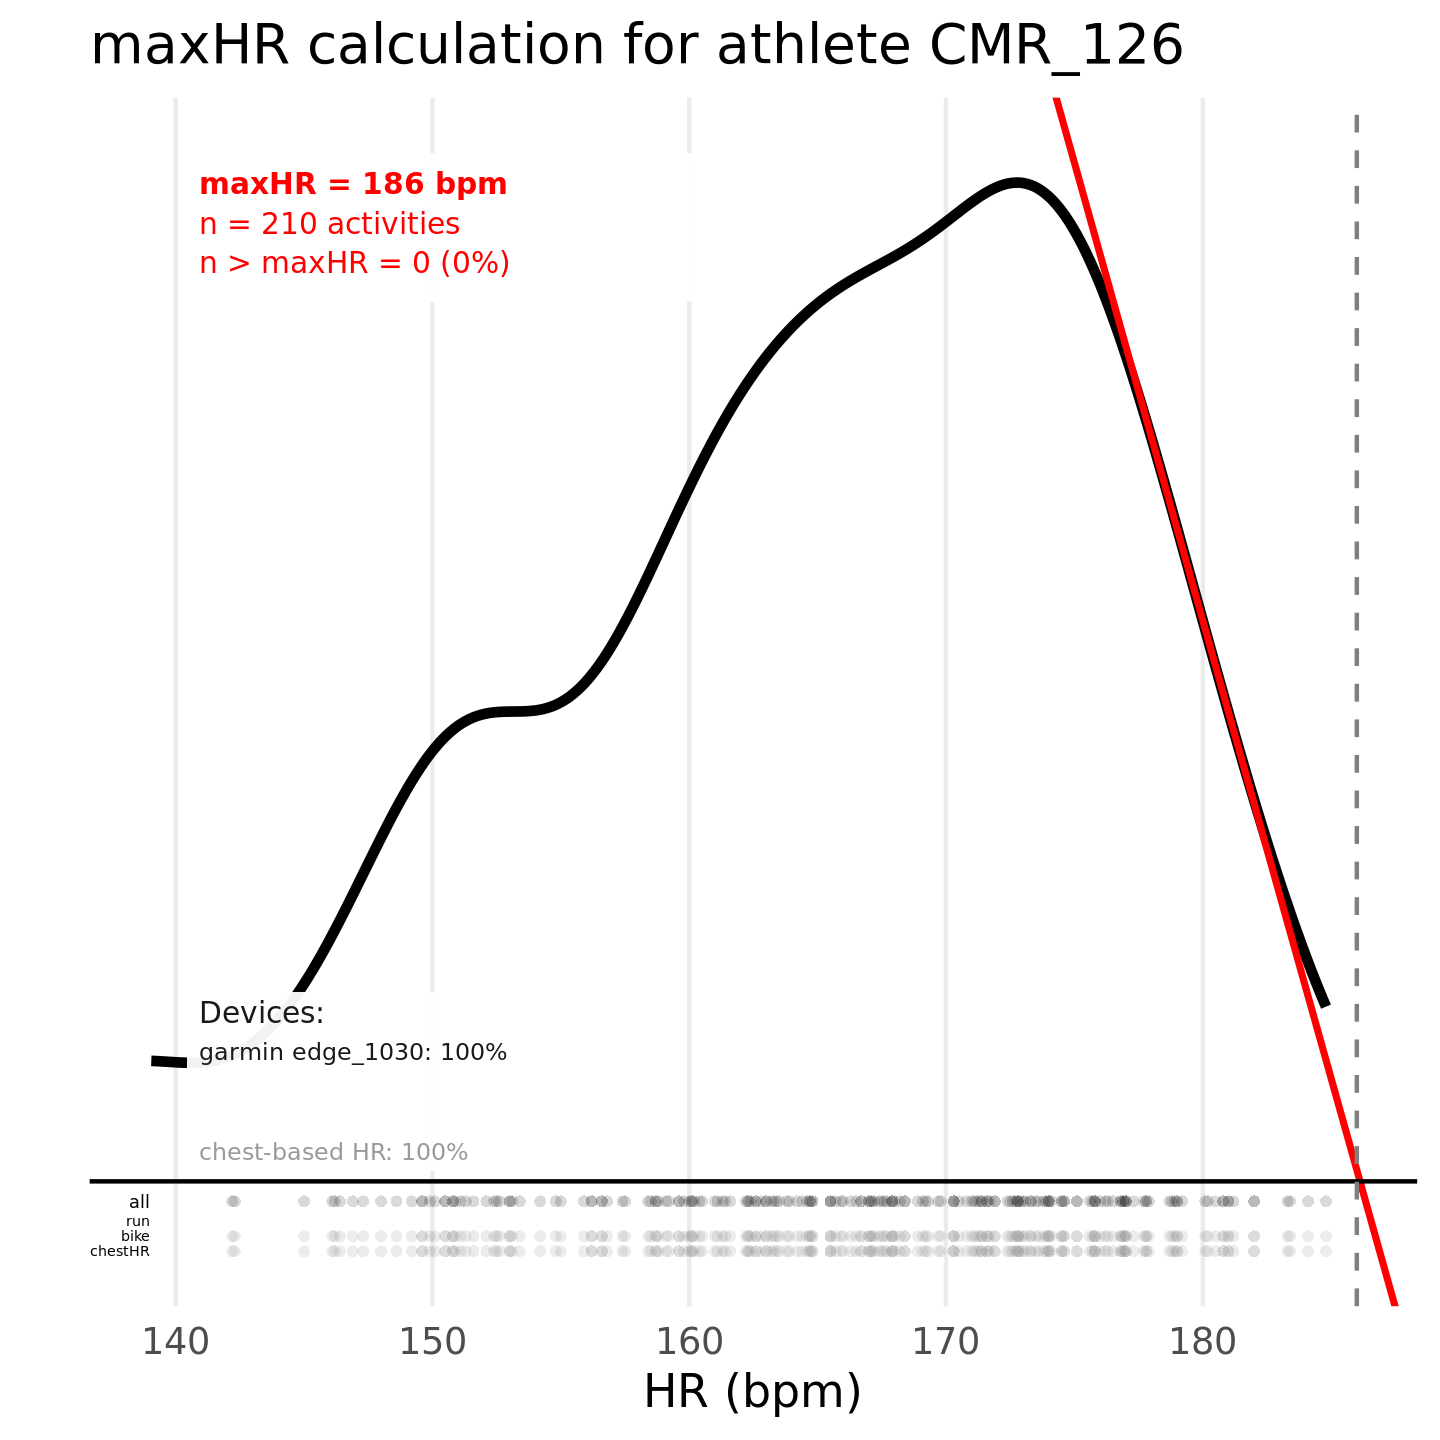 maxHR calculation for athlete CMR_126
maxHR = 186 bpm
n = 210 activities
n > maxHR = 0 (0%)
Devices:
garmin edge_1030: 100%
chest-based HR: 100%
all
run
bike
chestHR
140 150 160 170 180
HR (bpm)